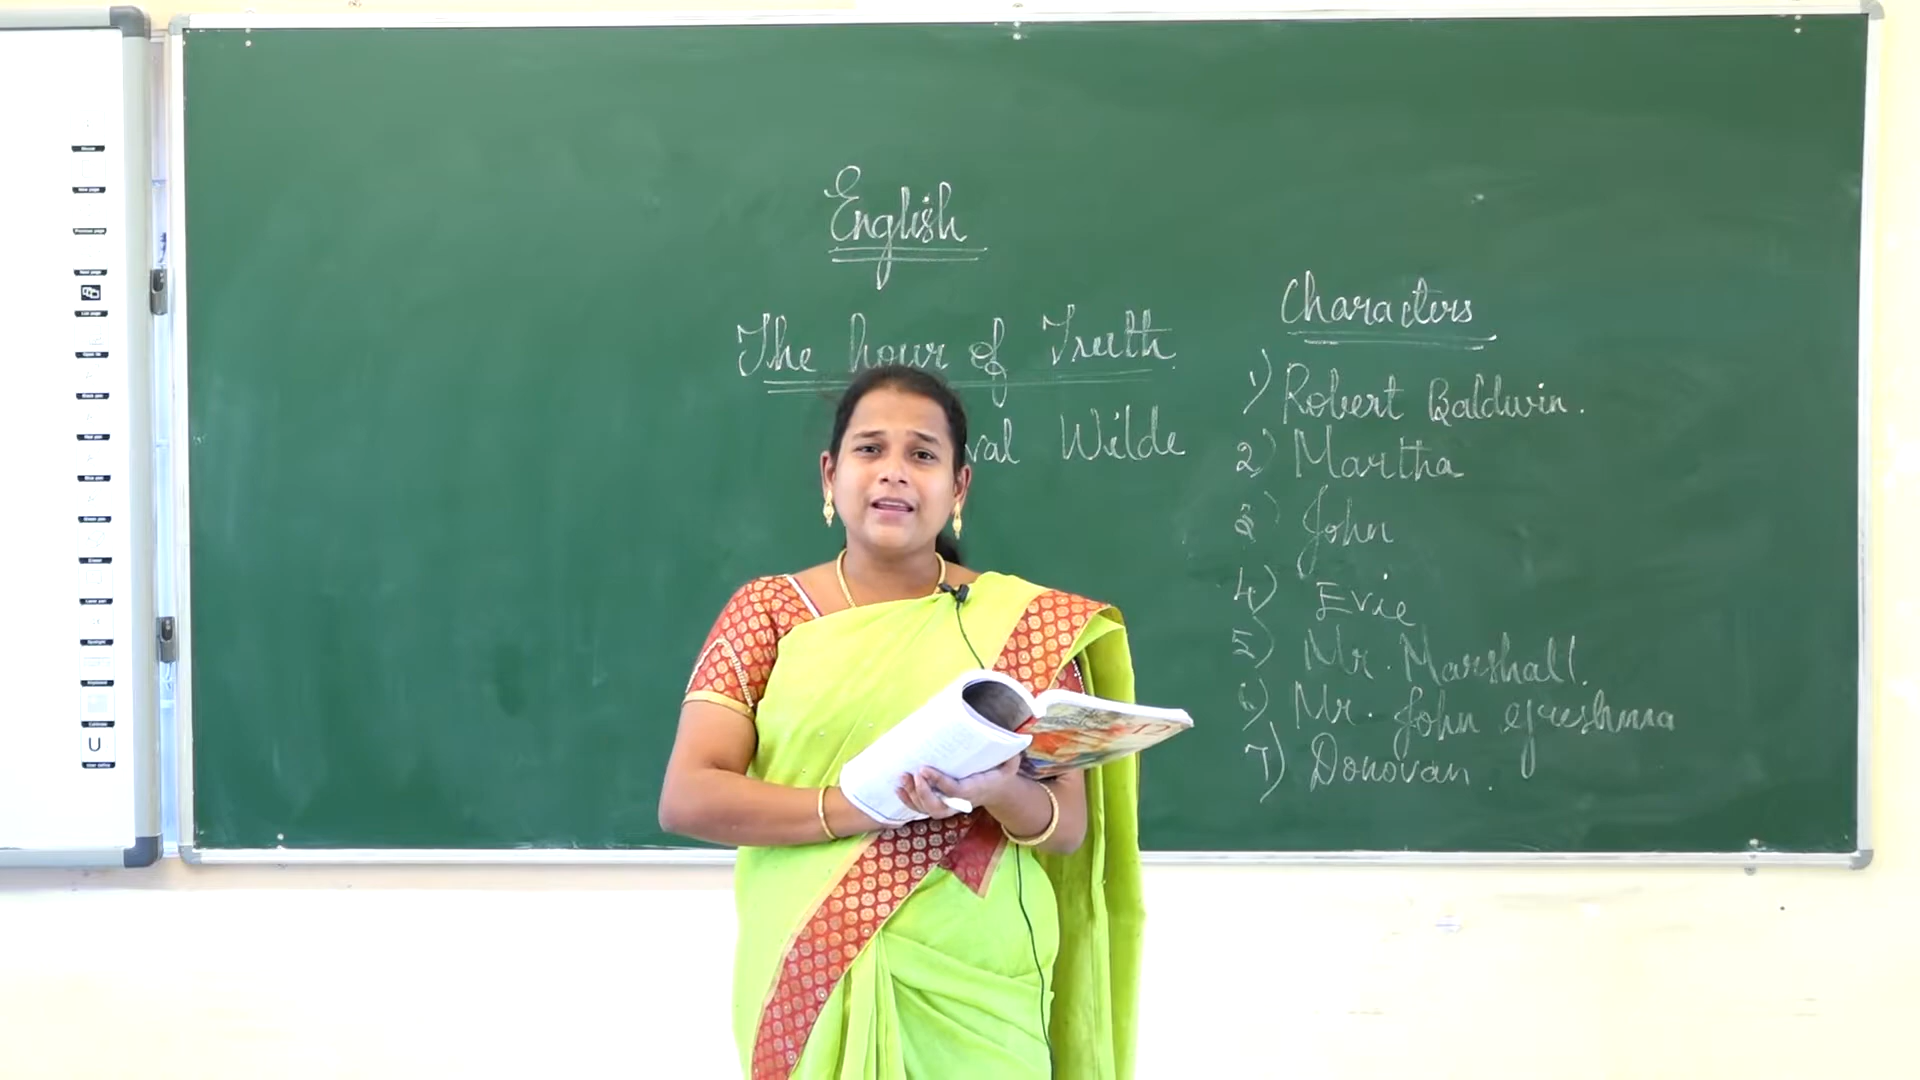 English
The hour of Truth.
val Wilde
Characters
1) Robert Baldwin.
2) Martha
3) John
4) Evie
5) Mr. Marshall.
6) Mr. John
7) Donovan.